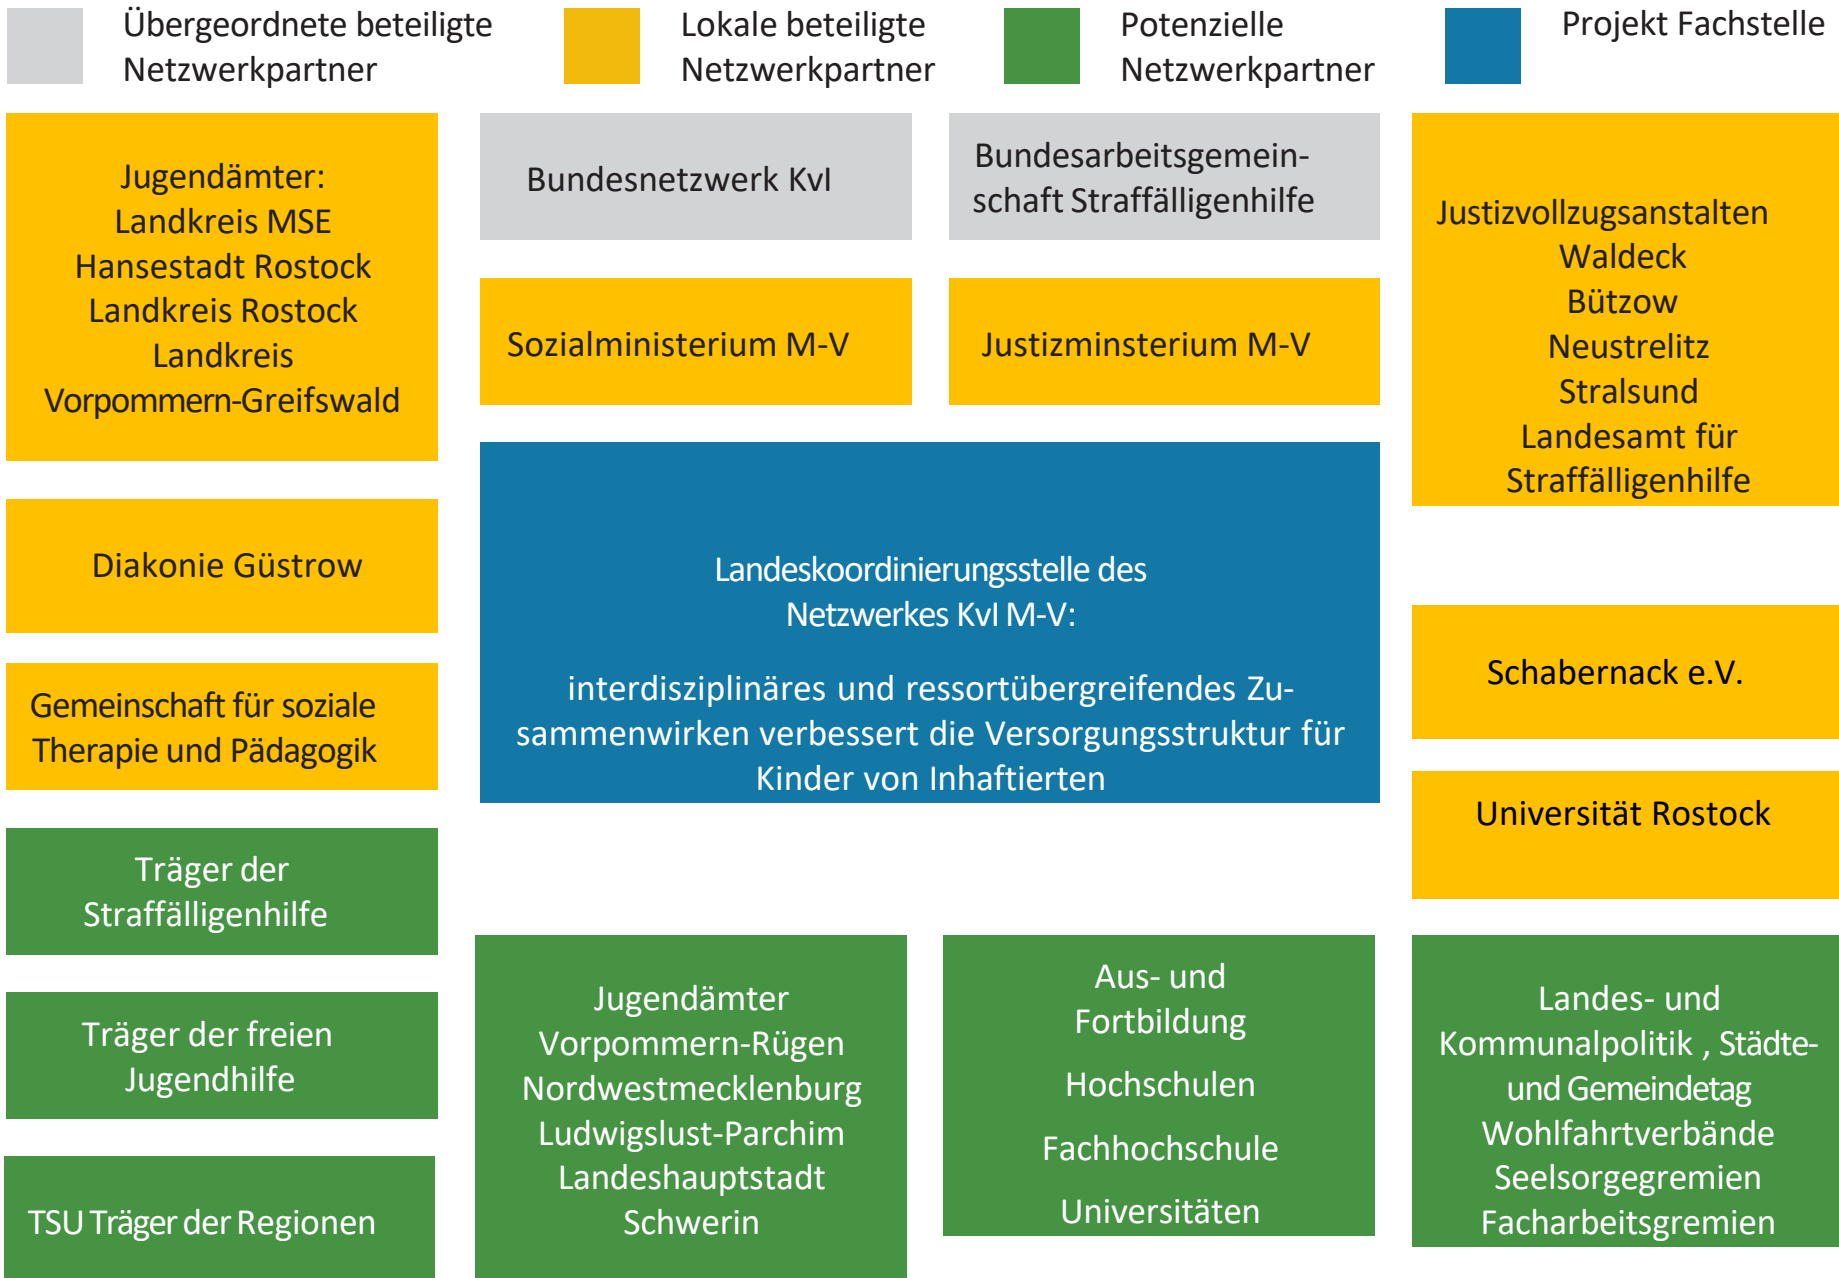 Übergeordnete beteiligte
Netzwerkpartner
Lokale beteiligte
Netzwerkpartner
Potenzielle
Netzwerkpartner
Projekt Fachstelle
Jugendämter:
Landkreis MSE
Hansestadt Rostock
Landkreis Rostock
Landkreis
Vorpommern-Greifswald
Bundesnetzwerk KvI
Bundesarbeitsgemein-
schaft Straffälligenhilfe
Justizvollzugsanstalten
Waldeck
Bützow
Neustrelitz
Stralsund
Landesamt für
Straffälligenhilfe
Sozialministerium M-V
Justizminsterium M-V
Diakonie Güstrow
Landeskoordinierungsstelle des
Netzwerkes KvI M-V:
interdisziplinäres und ressortübergreifendes Zu-
sammenwirken verbessert die Versorgungsstruktur für
Kinder von Inhaftierten
Schabernack e.V.
Gemeinschaft für soziale
Therapie und Pädagogik
Universität Rostock
Träger der
Straffälligenhilfe
Träger der freien
Jugendhilfe
TSU Träger der Regionen
Jugendämter
Vorpommern-Rügen
Nordwestmecklenburg
Ludwigslust-Parchim
Landeshauptstadt
Schwerin
Aus- und
Fortbildung
Hochschulen
Fachhochschule
Universitäten
Landes- und
Kommunalpolitik , Städte-
und Gemeindetag
Wohlfahrtverbände
Seelsorgegremien
Facharbeitsgremien